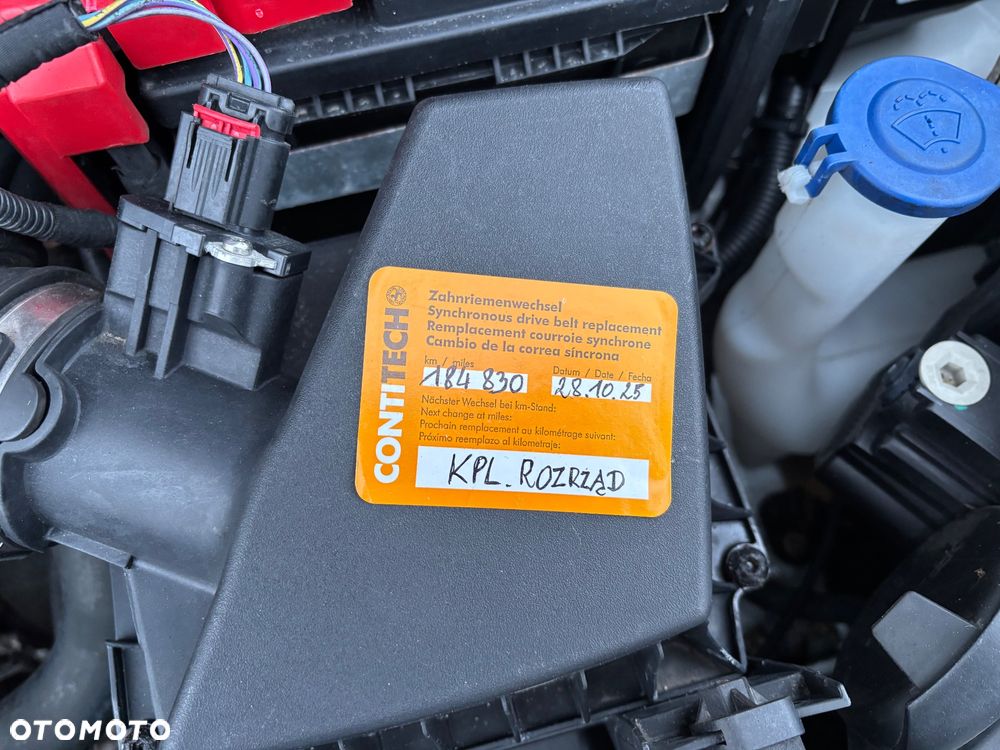 CONTITECH
Zahnriemenwechsel
Synchronous drive belt replacement
Remplacement courroie synchrone
Cambio de la correa síncrona
km / miles
Datum / Date / Fecha
184 830
28.10.25
Nächster Wechsel bei km-Stand:
Next change at miles:
Prochain remplacement au kilométrage suivant:
Próximo reemplazo al kilometraje:
KPL. ROZRZĄD
OTOMOTO